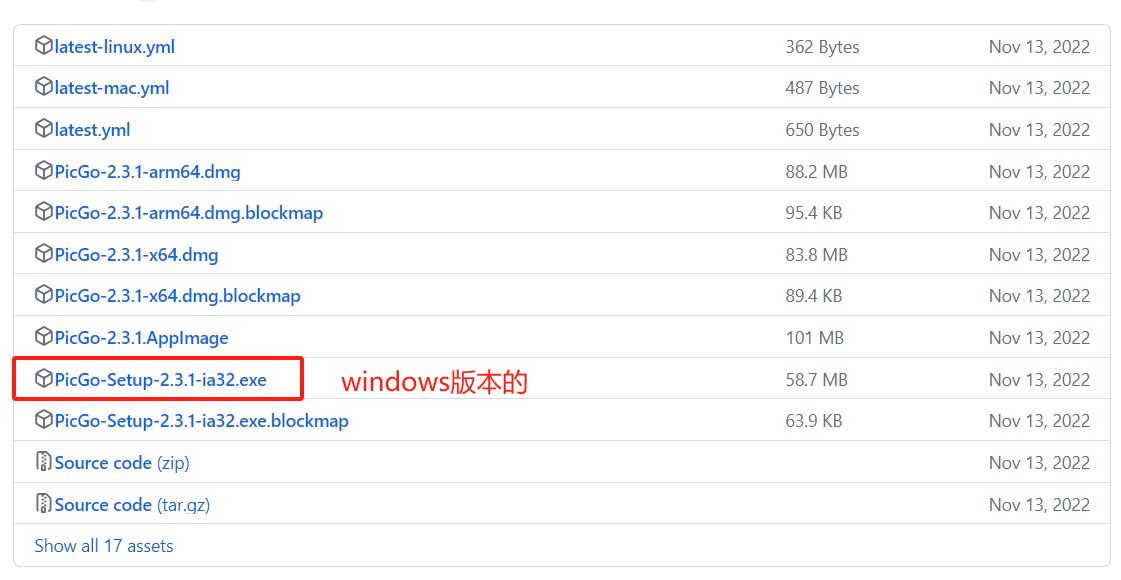 latest-linux.yml 362 Bytes Nov 13, 2022
latest-mac.yml 487 Bytes Nov 13, 2022
latest.yml 650 Bytes Nov 13, 2022
PicGo-2.3.1-arm64.dmg 88.2 MB Nov 13, 2022
PicGo-2.3.1-arm64.dmg.blockmap 95.4 KB Nov 13, 2022
PicGo-2.3.1-x64.dmg 83.8 MB Nov 13, 2022
PicGo-2.3.1-x64.dmg.blockmap 89.4 KB Nov 13, 2022
PicGo-2.3.1.AppImage 101 MB Nov 13, 2022
PicGo-Setup-2.3.1-ia32.exe windows版本的 58.7 MB Nov 13, 2022
PicGo-Setup-2.3.1-ia32.exe.blockmap 63.9 KB Nov 13, 2022
Source code (zip) Nov 13, 2022
Source code (tar.gz) Nov 13, 2022
Show all 17 assets